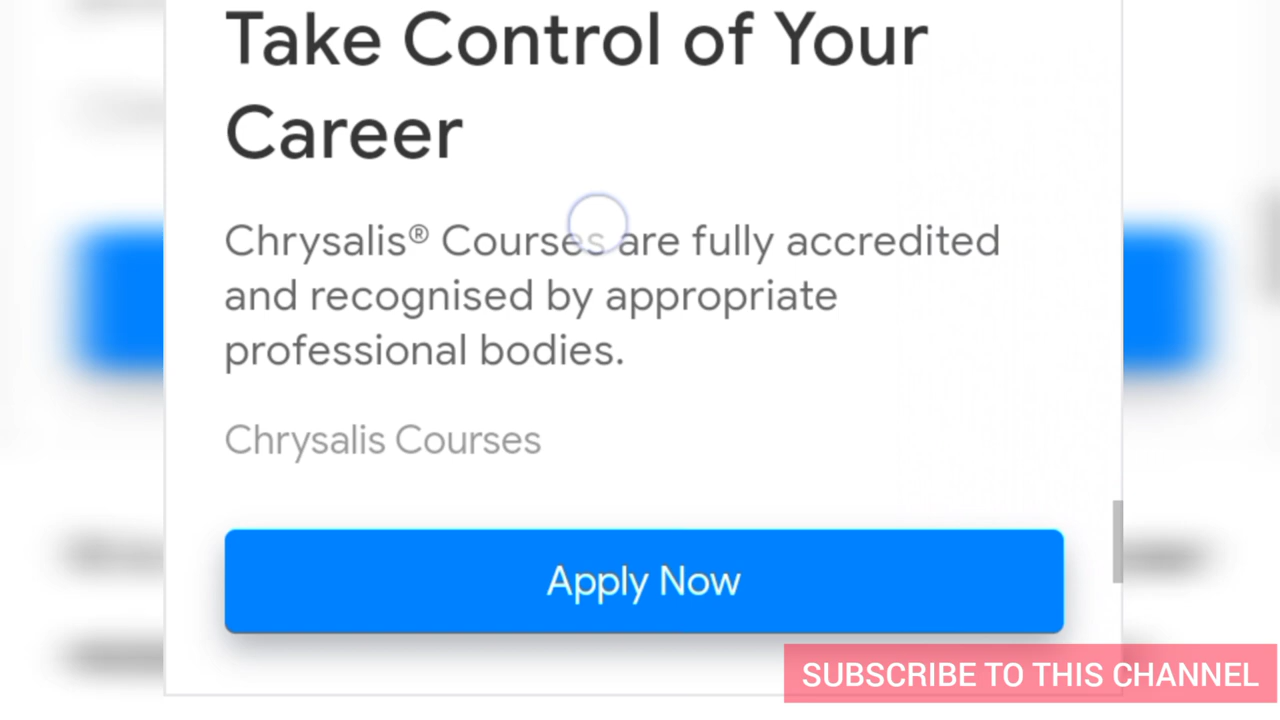 Take Control of Your
Career
Chrysalis® Courses are fully accredited
and recognised by appropriate
professional bodies.
Chrysalis Courses
Apply Now
SUBSCRIBE TO THIS CHANNEL